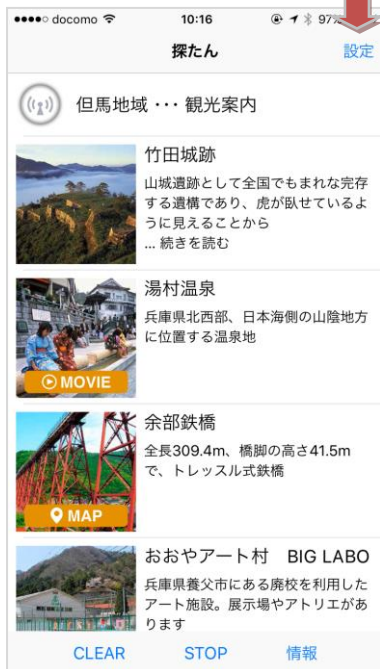 docomo 10:16 97%
探たん 設定
但馬地域 ・・・ 観光案内
竹田城跡
山城遺跡として全国でもまれな完存
する遺構であり、虎が臥せているよ
うに見えることから
... 続きを読む
湯村温泉
兵庫県北西部、日本海側の山陰地方
に位置する温泉地
MOVIE
余部鉄橋
全長309.4m、橋脚の高さ41.5m
で、トレッスル式鉄橋
MAP
おおやアート村 BIG LABO
兵庫県養父市にある廃校を利用した
アート施設。展示場やアトリエがあ
ります
CLEAR STOP 情報